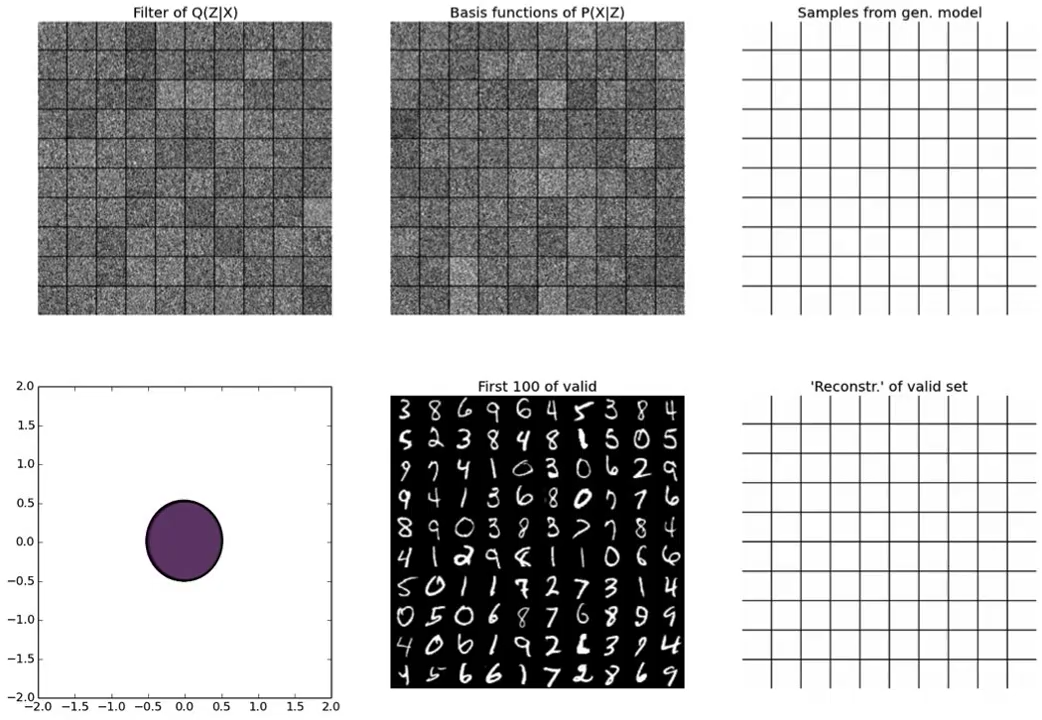 Filter of Q(Z|X)
Basis functions of P(X|Z)
Samples from gen. model
First 100 of valid
'Reconstr.' of valid set
2.0
1.5
1.0
0.5
0.0
−0.5
−1.0
−1.5
−2.0
−2.0 −1.5 −1.0 −0.5 0.0 0.5 1.0 1.5 2.0
3 8 6 9 6 4 5 3 8 4
5 2 3 8 4 8 1 5 0 5
9 7 4 1 0 3 0 6 2 9
9 4 1 3 6 8 0 7 7 6
8 9 0 3 8 3 7 7 8 4
4 1 2 9 8 1 1 0 6 6
5 0 1 1 7 2 7 3 1 4
0 5 0 6 8 7 6 8 9 9
4 0 6 1 9 2 3 9 4
4 5 6 6 1 7 2 8 6 9